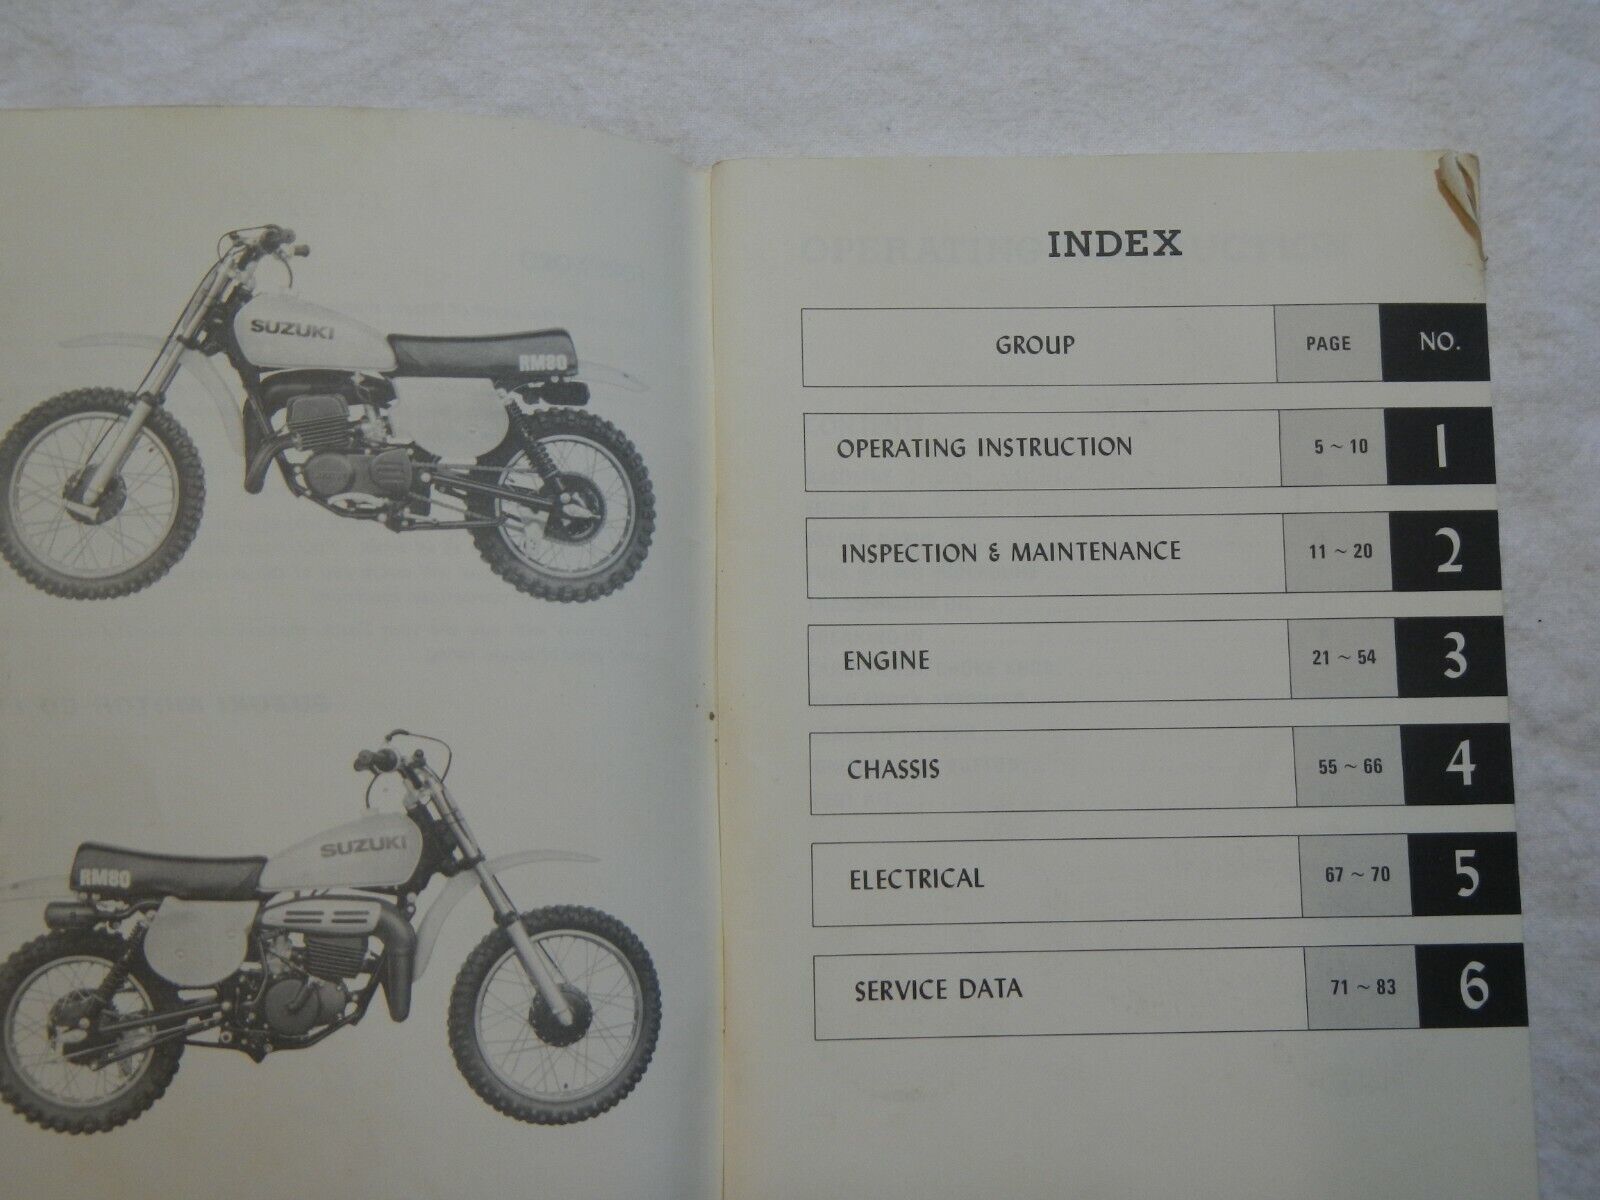 SUZUKI
RM80
SUZUKI
RM80
INDEX
GROUP PAGE NO.
OPERATING INSTRUCTION 5 ~ 10 1
INSPECTION & MAINTENANCE 11 ~ 20 2
ENGINE 21 ~ 54 3
CHASSIS 55 ~ 66 4
ELECTRICAL 67 ~ 70 5
SERVICE DATA 71 ~ 83 6